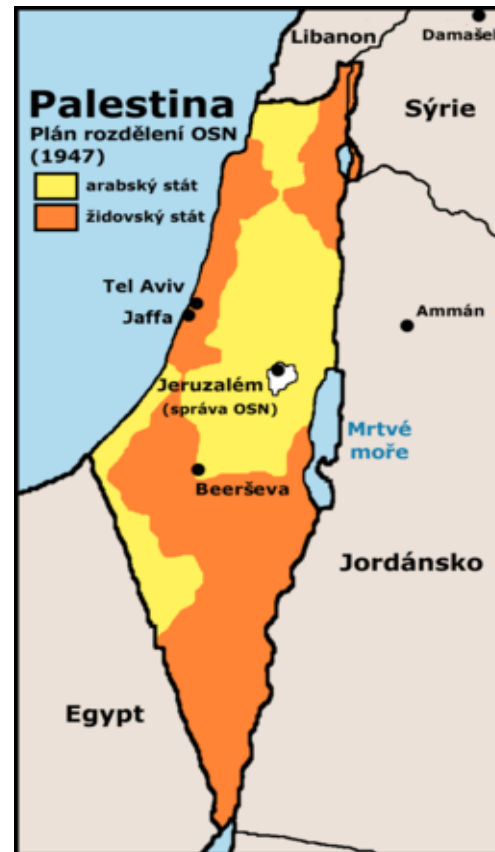 Libanon
Damašek
Palestina
Sýrie
Plán rozdělení OSN
(1947)
arabský stát
židovský stát
Tel Aviv
Jaffa
Ammán
Jeruzalém
(správa OSN)
Mrtvé
moře
Beerševa
Jordánsko
Egypt